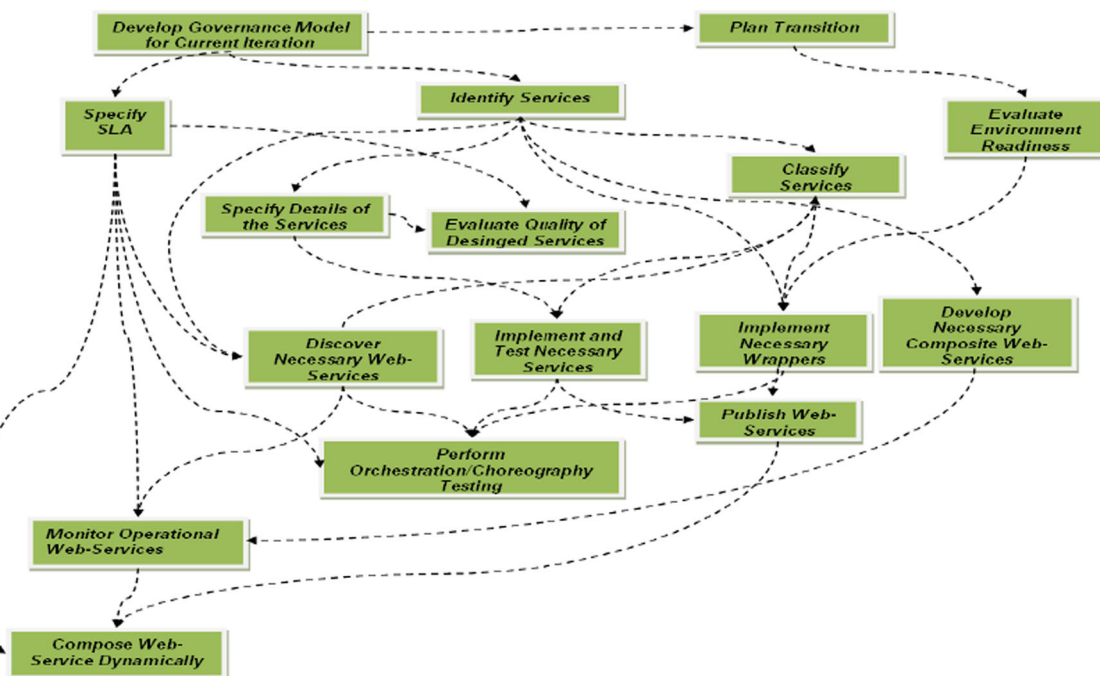 Develop Governance Model
for Current Iteration
Plan Transition
Identify Services
Specify
SLA
Evaluate
Environment
Readiness
Classify
Services
Specify Details of
the Services
Evaluate Quality of
Desinged Services
Discover
Necessary Web-
Services
Implement and
Test Necessary
Services
Implement
Necessary
Wrappers
Develop
Necessary
Composite Web-
Services
Publish Web-
Services
Perform
Orchestration/Choreography
Testing
Monitor Operational
Web-Services
Compose Web-
Service Dynamically